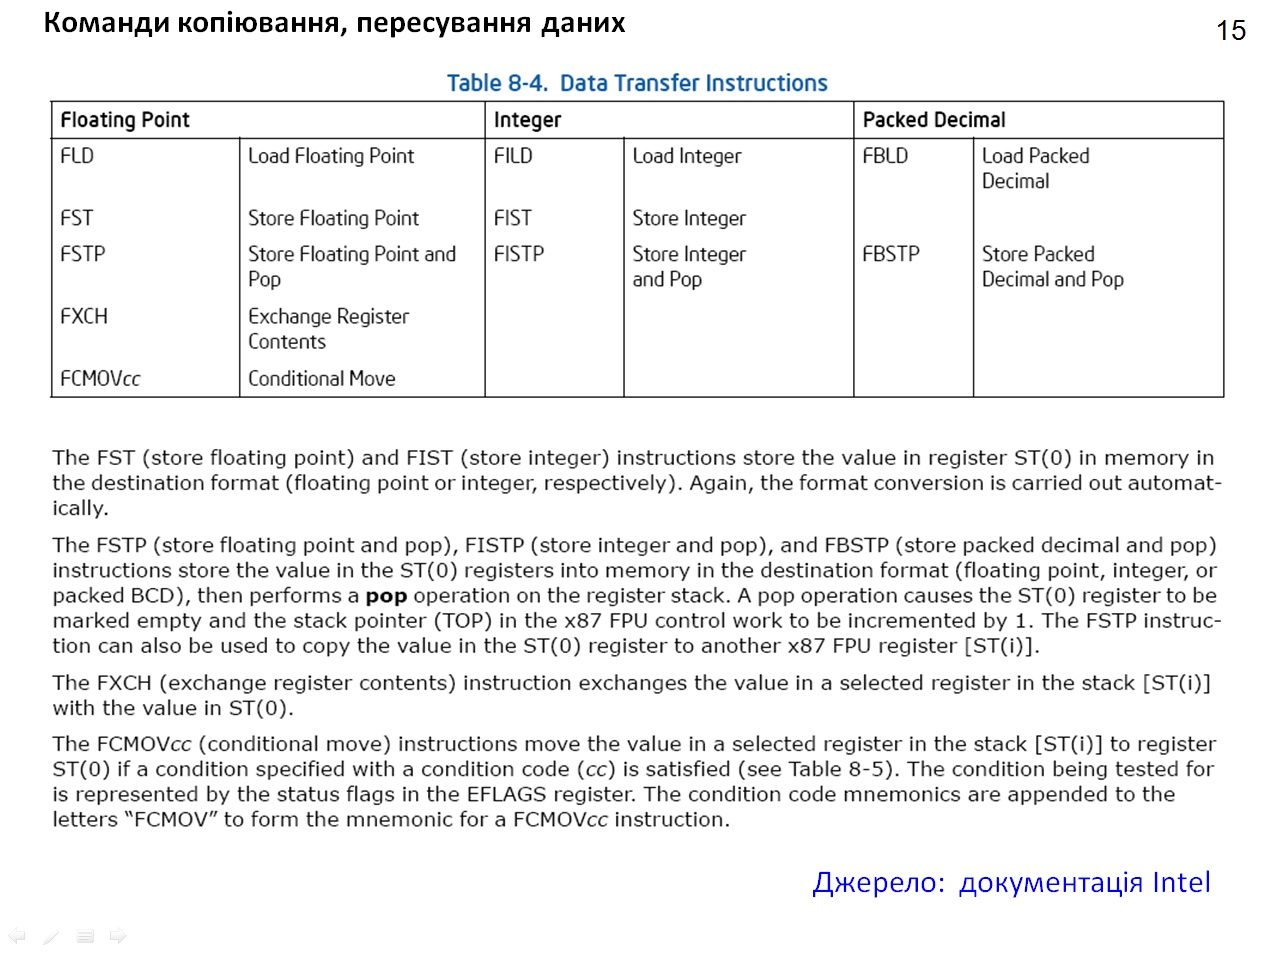 Команди копіювання, пересування даних
15
Table 8-4. Data Transfer Instructions
Floating Point Integer Packed Decimal
FLD Load Floating Point FILD Load Integer FBLD Load Packed
Decimal
FST Store Floating Point FIST Store Integer
FSTP Store Floating Point and FISTP Store Integer FBSTP Store Packed
Pop and Pop Decimal and Pop
FXCH Exchange Register
Contents
FCMOVcc Conditional Move
The FST (store floating point) and FIST (store integer) instructions store the value in register ST(0) in memory in
the destination format (floating point or integer, respectively). Again, the format conversion is carried out automat-
ically.
The FSTP (store floating point and pop), FISTP (store integer and pop), and FBSTP (store packed decimal and pop)
instructions store the value in the ST(0) registers into memory in the destination format (floating point, integer, or
packed BCD), then performs a pop operation on the register stack. A pop operation causes the ST(0) register to be
marked empty and the stack pointer (TOP) in the x87 FPU control work to be incremented by 1. The FSTP instruc-
tion can also be used to copy the value in the ST(0) register to another x87 FPU register [ST(i)].
The FXCH (exchange register contents) instruction exchanges the value in a selected register in the stack [ST(i)]
with the value in ST(0).
The FCMOVcc (conditional move) instructions move the value in a selected register in the stack [ST(i)] to register
ST(0) if a condition specified with a condition code (cc) is satisfied (see Table 8-5). The condition being tested for
is represented by the status flags in the EFLAGS register. The condition code mnemonics are appended to the
letters “FCMOV” to form the mnemonic for a FCMOVcc instruction.
Джерело: документація Intel